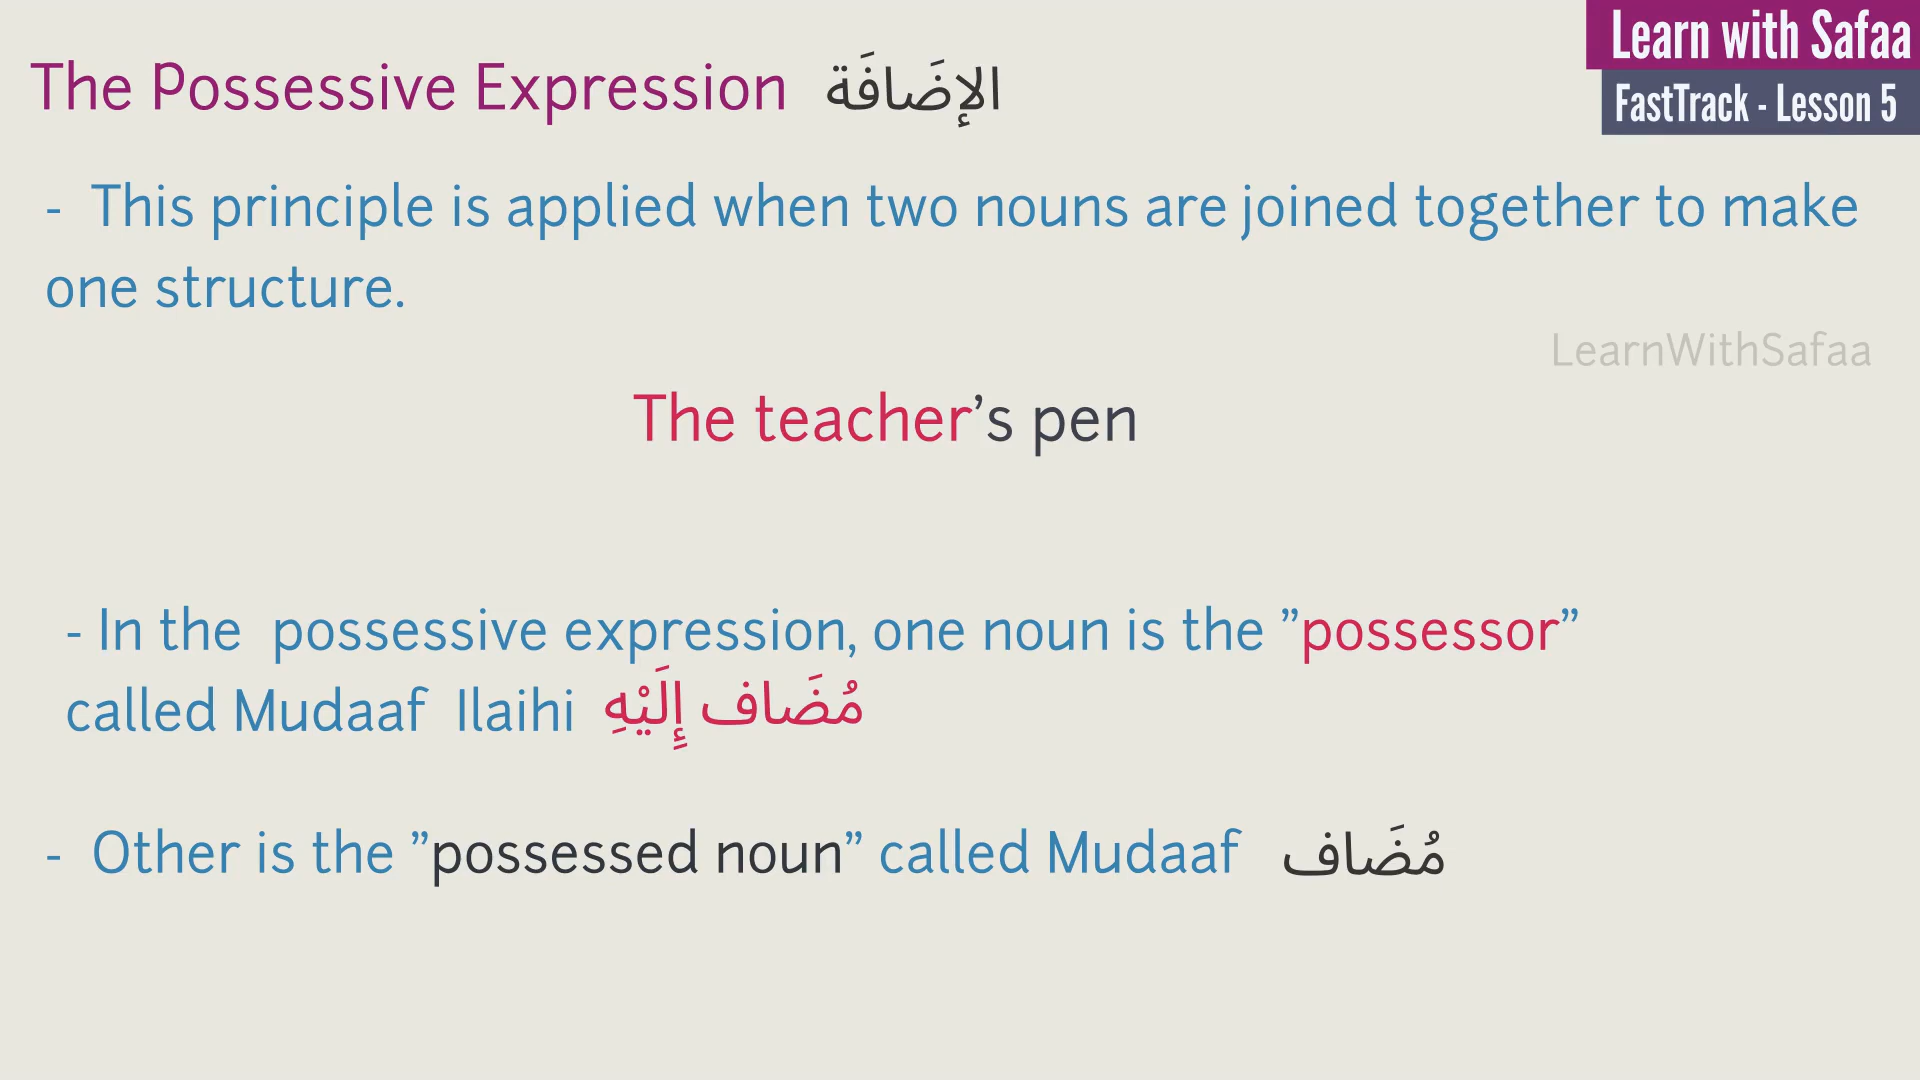 Learn with Safaa
FastTrack - Lesson 5
The Possessive Expression الإضَافَة
- This principle is applied when two nouns are joined together to make
one structure.
LearnWithSafaa
The teacher’s pen
- In the possessive expression, one noun is the ”possessor”
called Mudaaf Ilaihi مُضَاف إِلَيْهِ
- Other is the ”possessed noun” called Mudaaf مُضَاف